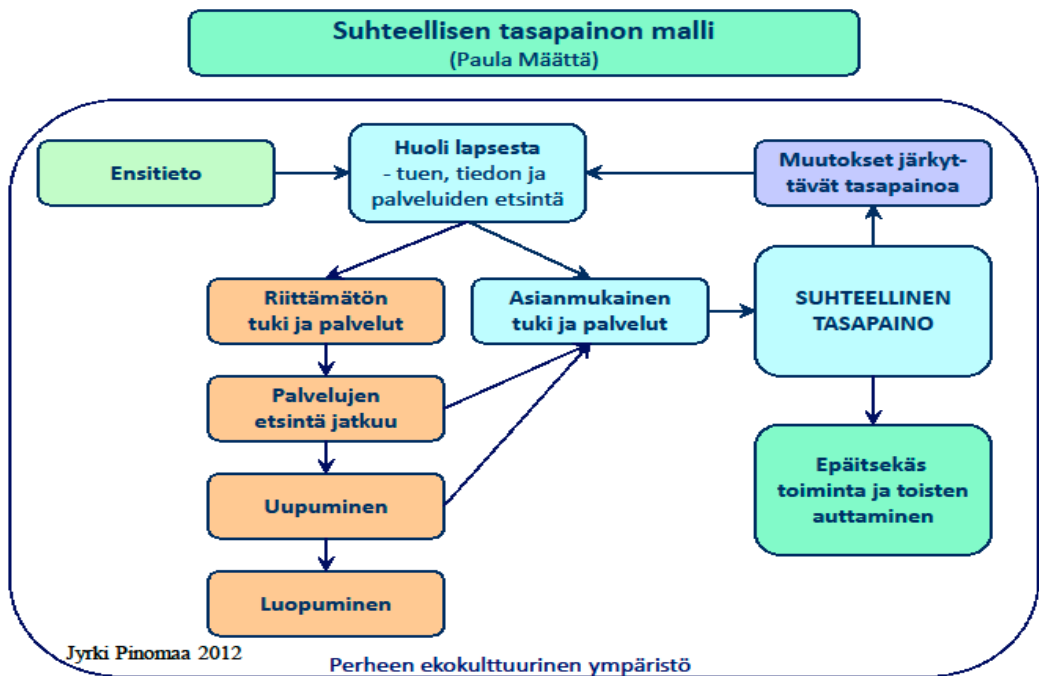 Suhteellisen tasapainon malli
(Paula Määttä)
Ensitieto
Huoli lapsesta
- tuen, tiedon ja
palveluiden etsintä
Muutokset järkyt-
tävät tasapainoa
Riittämätön
tuki ja palvelut
Asianmukainen
tuki ja palvelut
SUHTEELLINEN
TASAPAINO
Palvelujen
etsintä jatkuu
Epäitsekäs
toiminta ja toisten
auttaminen
Uupuminen
Luopuminen
Jyrki Pinomaa 2012
Perheen ekokulttuurinen ympäristö